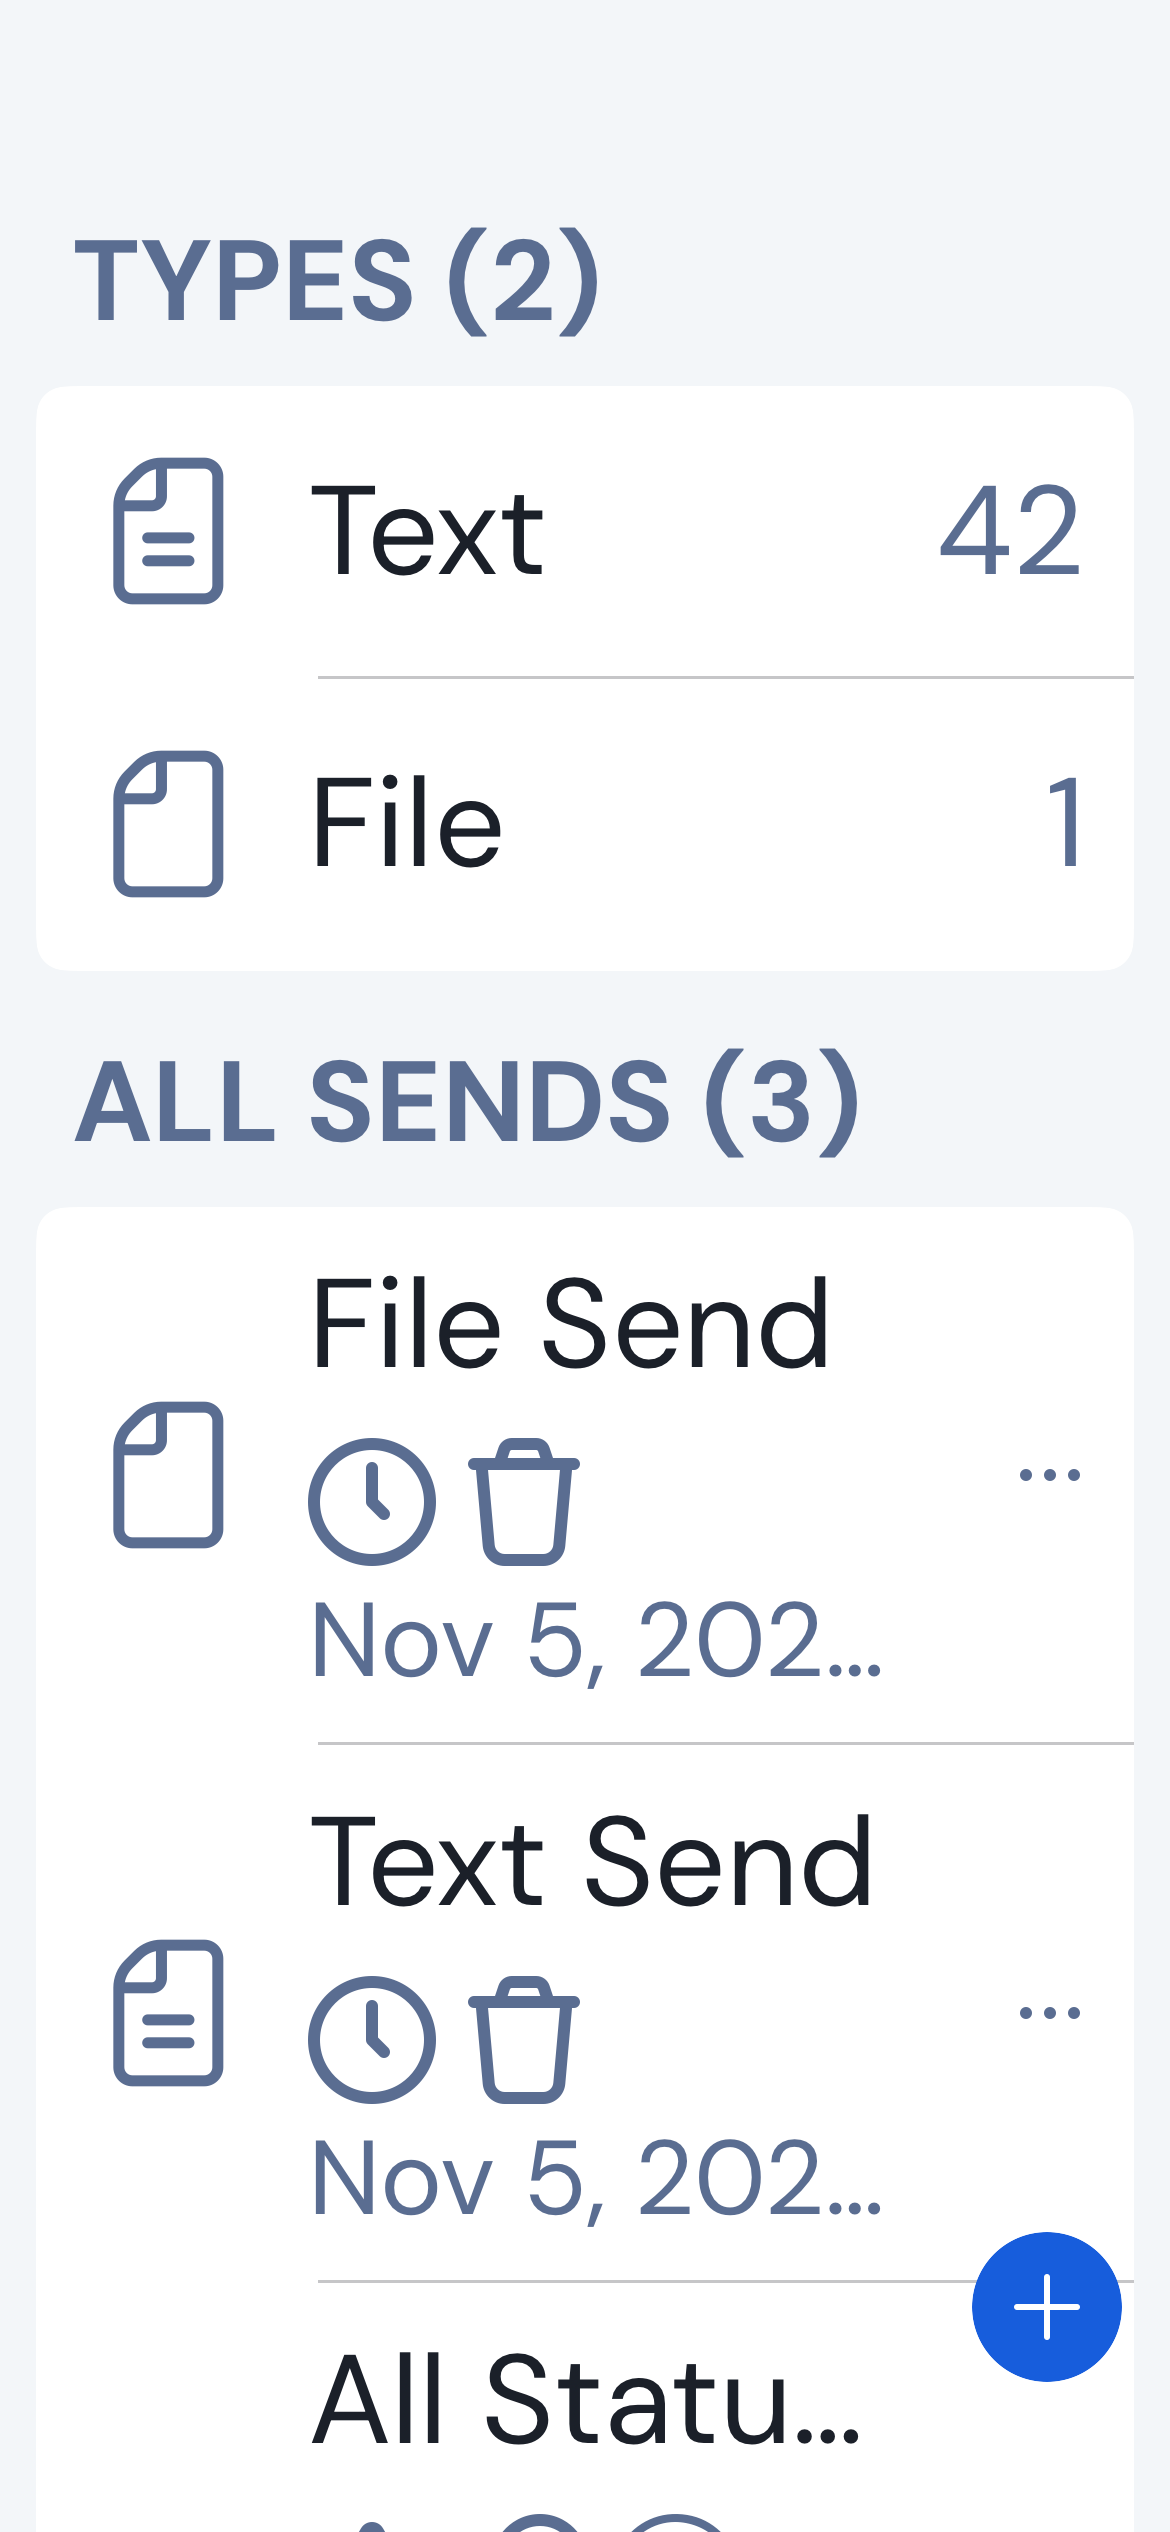 TYPES (2)
Text 42
File 1
ALL SENDS (3)
File Send
Nov 5, 202...
Text Send
Nov 5, 202...
All Statu...